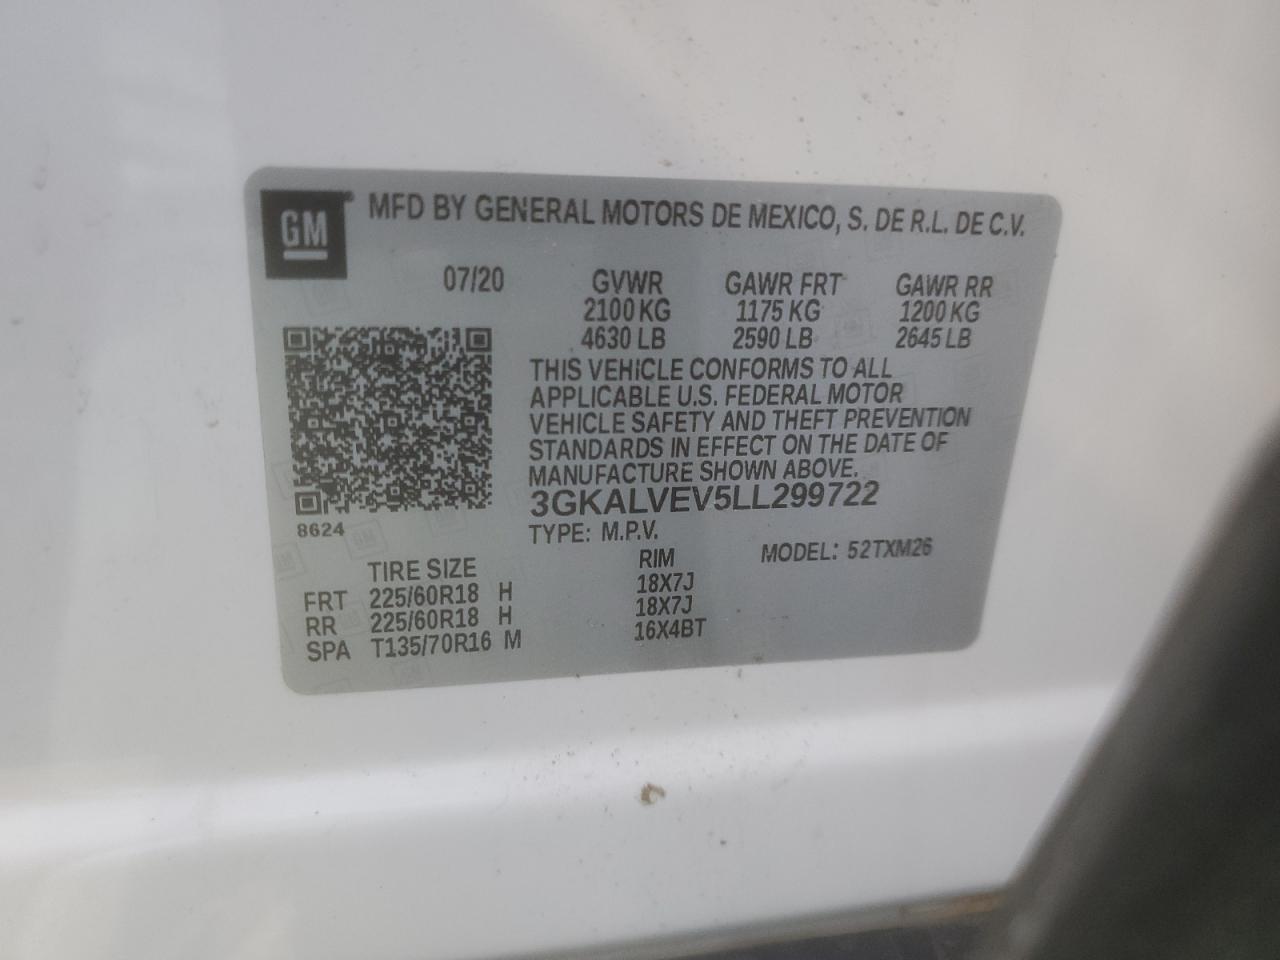 GM
MFD BY GENERAL MOTORS DE MEXICO, S. DE R.L. DE C.V.
07/20 GVWR GAWR FRT GAWR RR
2100 KG 1175 KG 1200 KG
4630 LB 2590 LB 2645 LB
THIS VEHICLE CONFORMS TO ALL
APPLICABLE U.S. FEDERAL MOTOR
VEHICLE SAFETY AND THEFT PREVENTION
STANDARDS IN EFFECT ON THE DATE OF
MANUFACTURE SHOWN ABOVE.
3GKALVEV5LL299722
8624
TYPE: M.P.V. MODEL: 52TXM26
TIRE SIZE RIM
FRT 225/60R18 H 18X7J
RR 225/60R18 H 18X7J
SPA T135/70R16 M 16X4BT